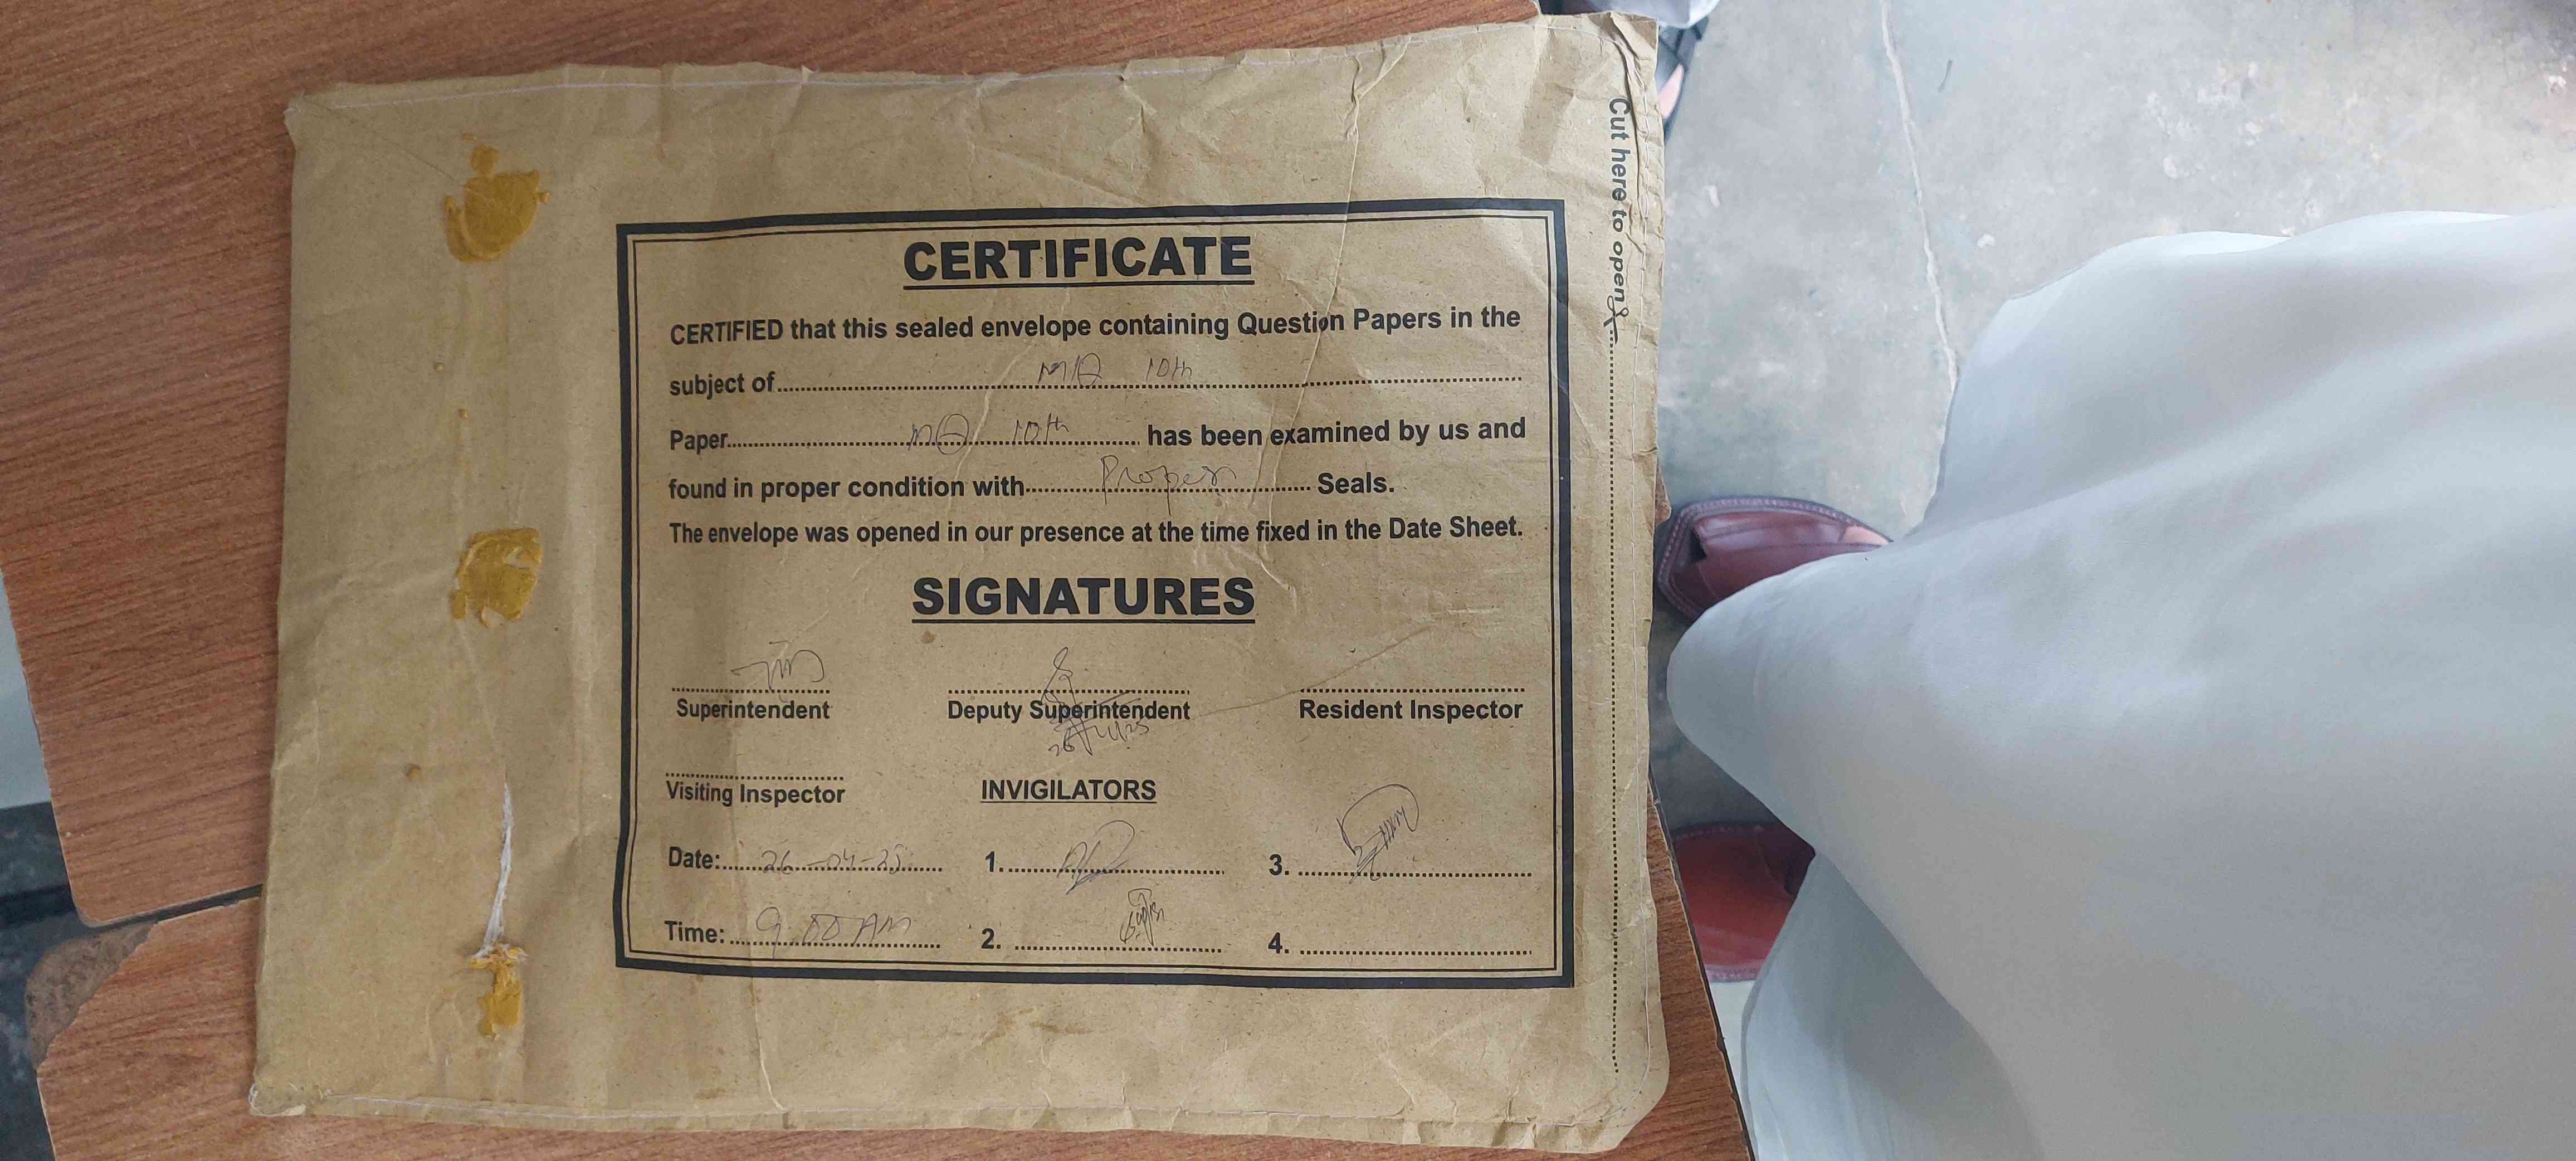 CERTIFICATE
CERTIFIED that this sealed envelope containing Question Papers in the
subject of MQ 10th
Paper MQ 10th has been examined by us and
found in proper condition with Proper Seals.
The envelope was opened in our presence at the time fixed in the Date Sheet.
SIGNATURES
Superintendent Deputy Superintendent Resident Inspector
Visiting Inspector INVIGILATORS
Date: 26-04-25 1. 3.
Time: 9:00 AM 2. 4.
Cut here to open